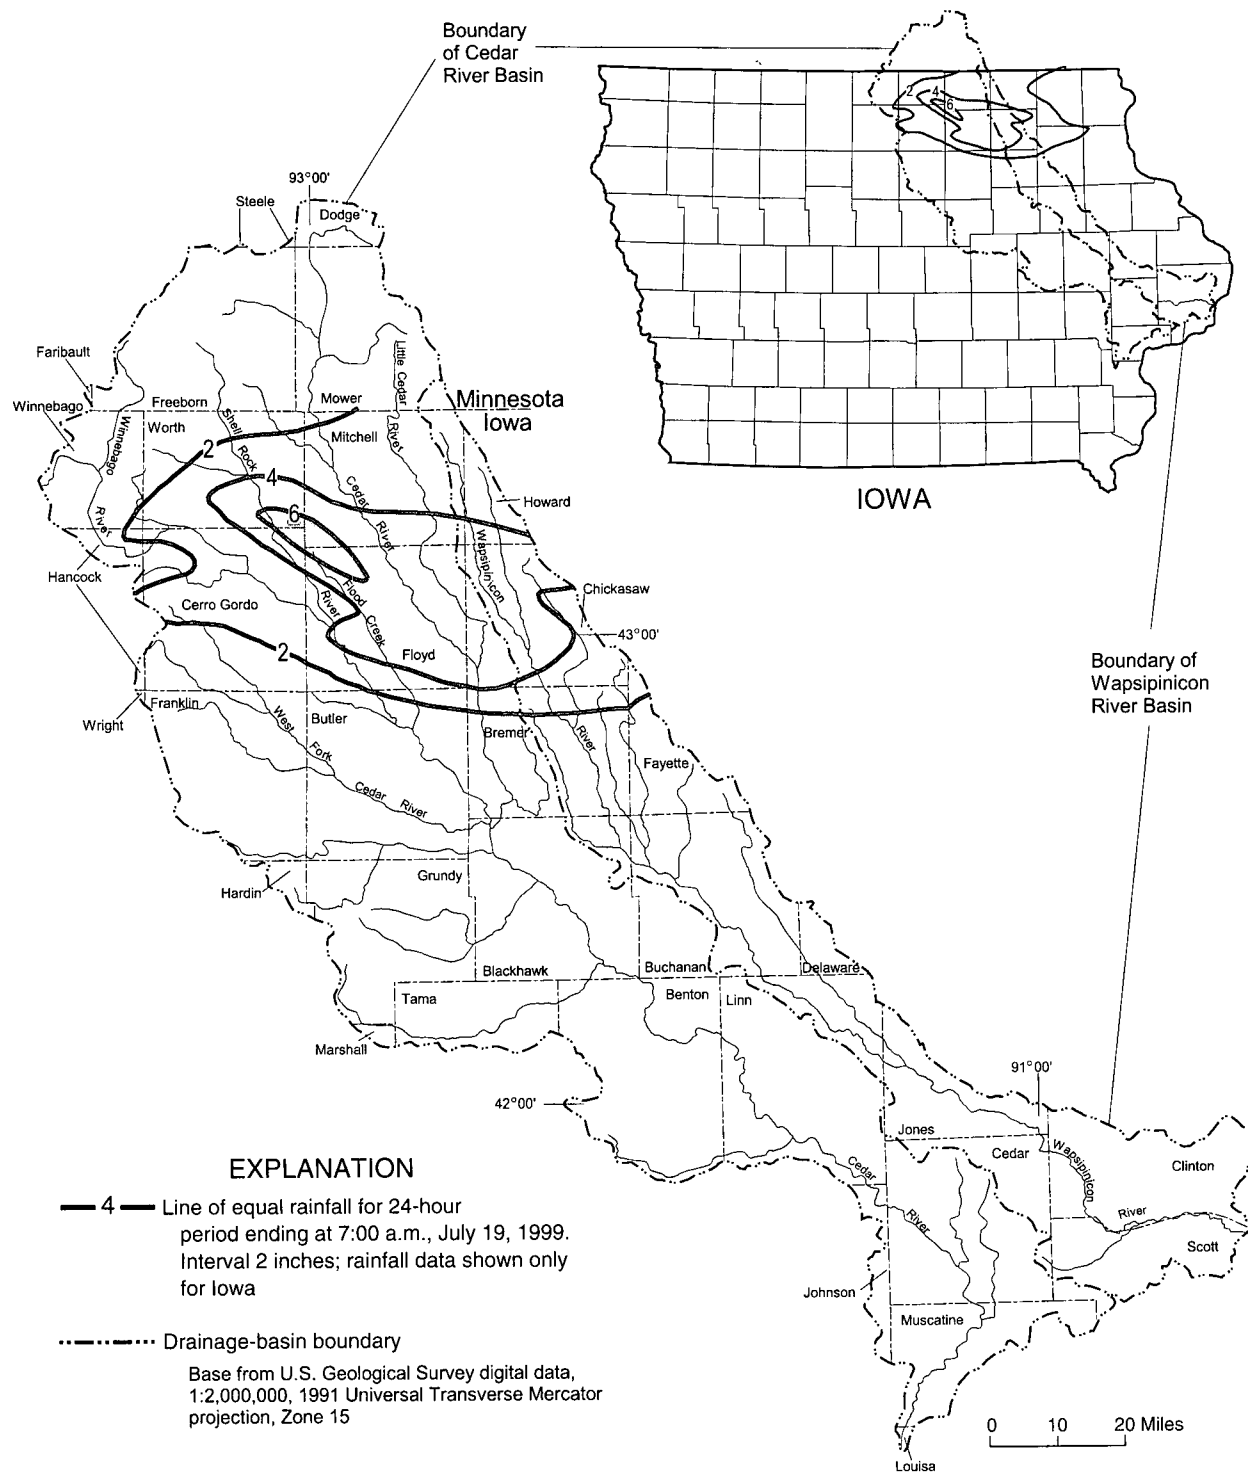 Boundary
of Cedar
River Basin
2
4
6
IOWA
93°00'
Steele
Dodge
Faribault
Winnebago
Freeborn
Mower
Minnesota
Iowa
Worth
Mitchell
Winnebago
River
Shell
Rock
River
Little Cedar
River
Cedar
River
Howard
Wapsipinicon
River
2
4
6
Hancock
Cerro Gordo
Flood
Creek
Floyd
Chickasaw
43°00'
2
Wright
Franklin
Butler
Bremer
Fayette
West
Fork
Cedar
River
Boundary of
Wapsipinicon
River Basin
Hardin
Grundy
Blackhawk
Buchanan
Delaware
Tama
Benton
Linn
Marshall
42°00'
91°00'
Jones
Cedar
Wapsipinicon
River
Clinton
Scott
Cedar
River
Johnson
Muscatine
Louisa
EXPLANATION
4 Line of equal rainfall for 24-hour
period ending at 7:00 a.m., July 19, 1999.
Interval 2 inches; rainfall data shown only
for Iowa
Drainage-basin boundary
Base from U.S. Geological Survey digital data,
1:2,000,000, 1991 Universal Transverse Mercator
projection, Zone 15
0 10 20 Miles